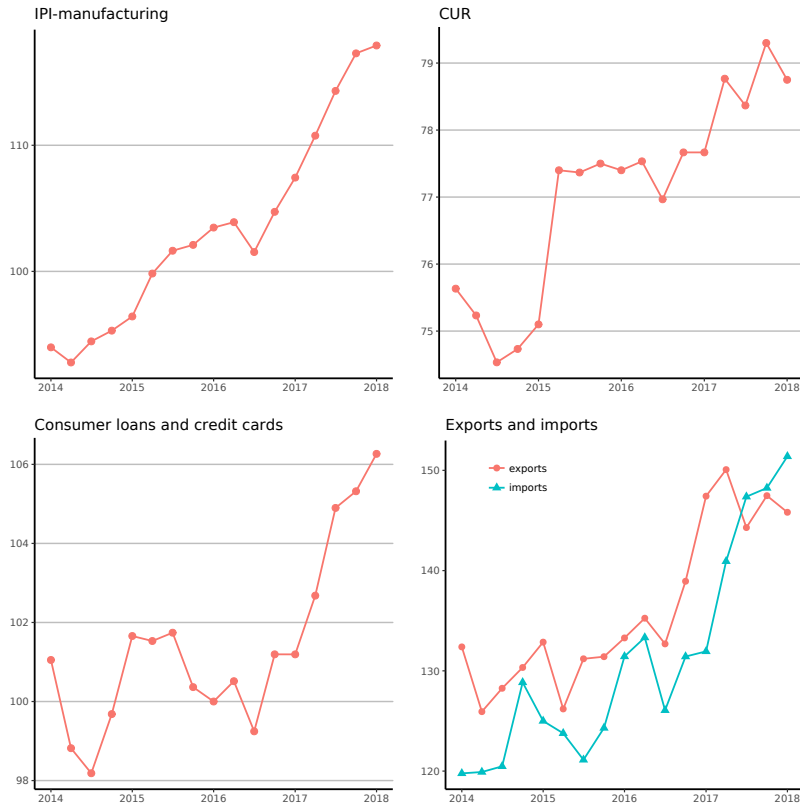 IPI-manufacturing
110
100
2014 2015 2016 2017 2018
CUR
79
78
77
76
75
2014 2015 2016 2017 2018
Consumer loans and credit cards
106
104
102
100
98
2014 2015 2016 2017 2018
Exports and imports
exports
imports
150
140
130
120
2014 2015 2016 2017 2018